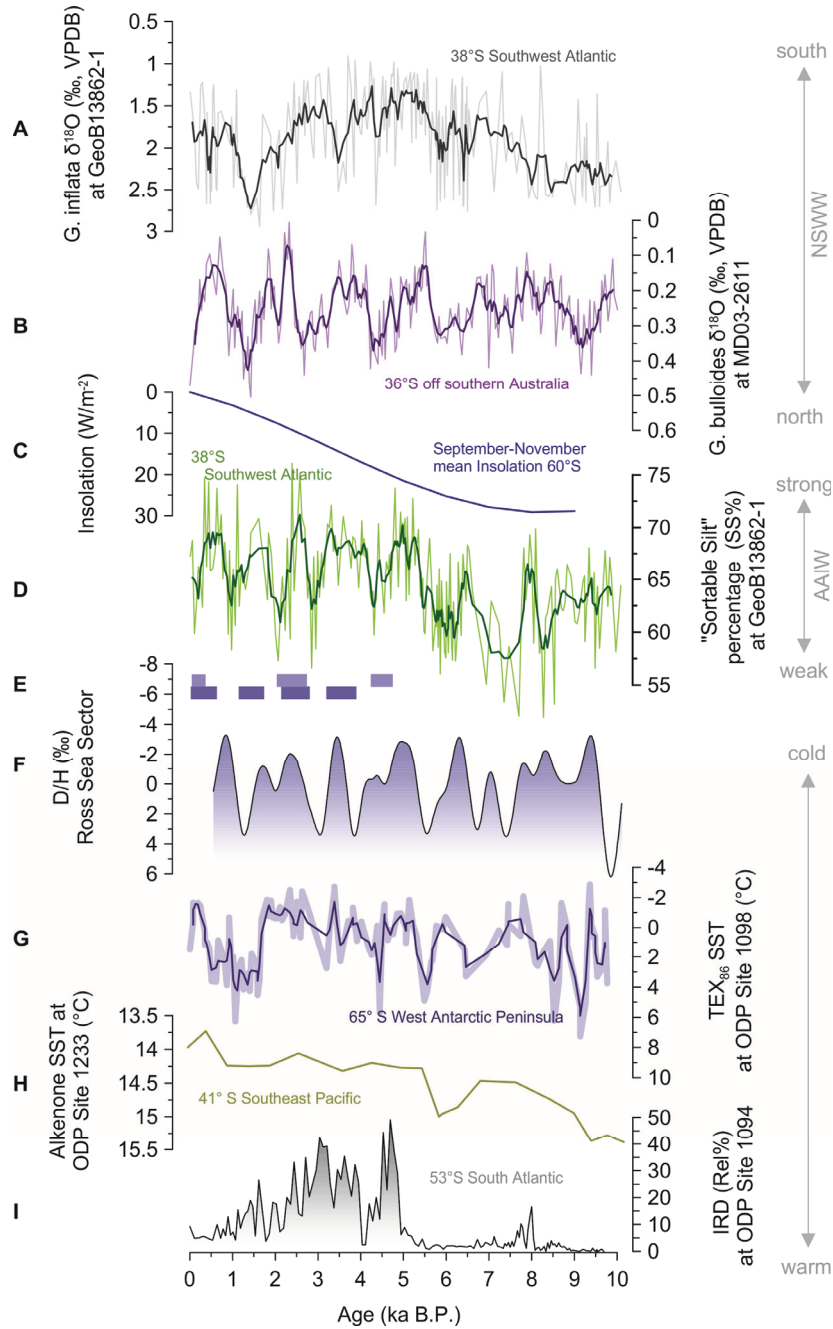 A
G. inflata δ¹⁸O (‰, VPDB)
at GeoB13862-1
1.5
1
1.5
2
2.5
3
38°S Southwest Atlantic
south
NSWW
north
B
0
0.1
0.2
0.3
0.4
0.5
0.6
G. bulloides δ¹⁸O (‰, VPDB)
at MD03-2611
36°S off southern Australia
C
Insolation (W/m⁻²)
0
10
20
30
September-November
mean Insolation 60°S
D
38°S
Southwest Atlantic
75
70
65
60
55
"Sortable Silt"
percentage (SS%)
at GeoB13862-1
strong
AAIW
weak
E
F
D/H (‰)
Ross Sea Sector
-8
-6
-4
-2
0
2
4
6
cold
warm
G
-4
-2
0
2
4
6
8
10
TEX₈₆ SST (°C)
at ODP Site 1098
65° S West Antarctic Peninsula
H
Alkenone SST at
ODP Site 1233 (°C)
13.5
14
14.5
15
15.5
41° S Southeast Pacific
I
53°S South Atlantic
50
40
30
20
10
0
IRD (Rel%)
at ODP Site 1094
0 1 2 3 4 5 6 7 8 9 10
Age (ka B.P.)